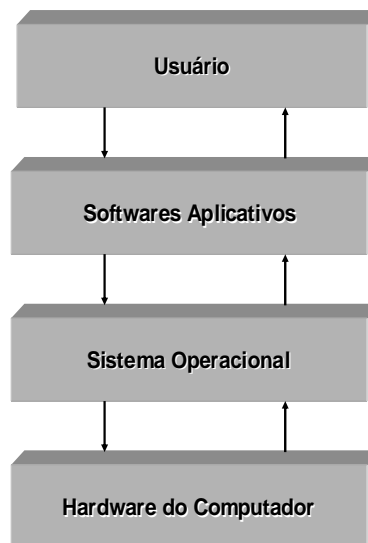 Usuário
Softwares Aplicativos
Sistema Operacional
Hardware do Computador